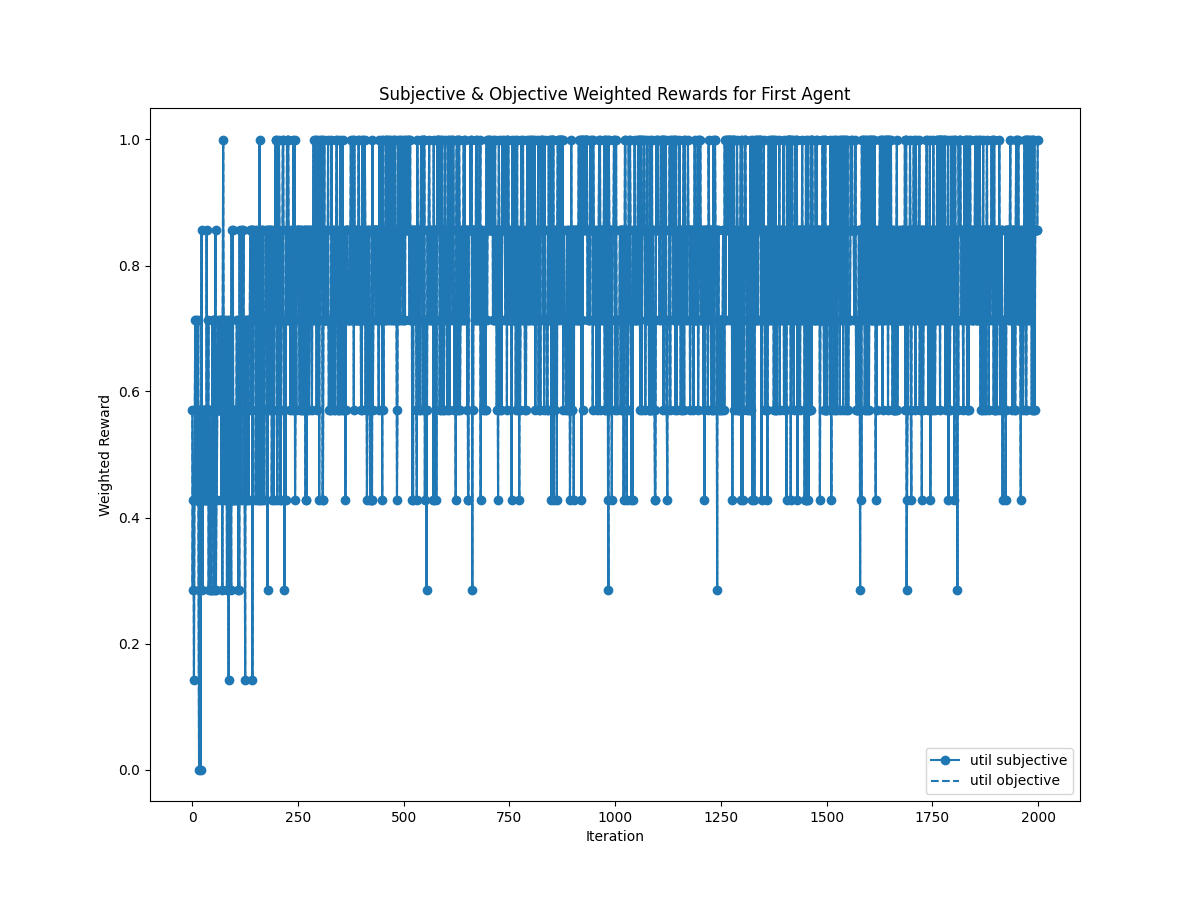 Subjective & Objective Weighted Rewards for First Agent
1.0
0.8
0.6
0.4
0.2
0.0
Weighted Reward
util subjective
util objective
0 250 500 750 1000 1250 1500 1750 2000
Iteration